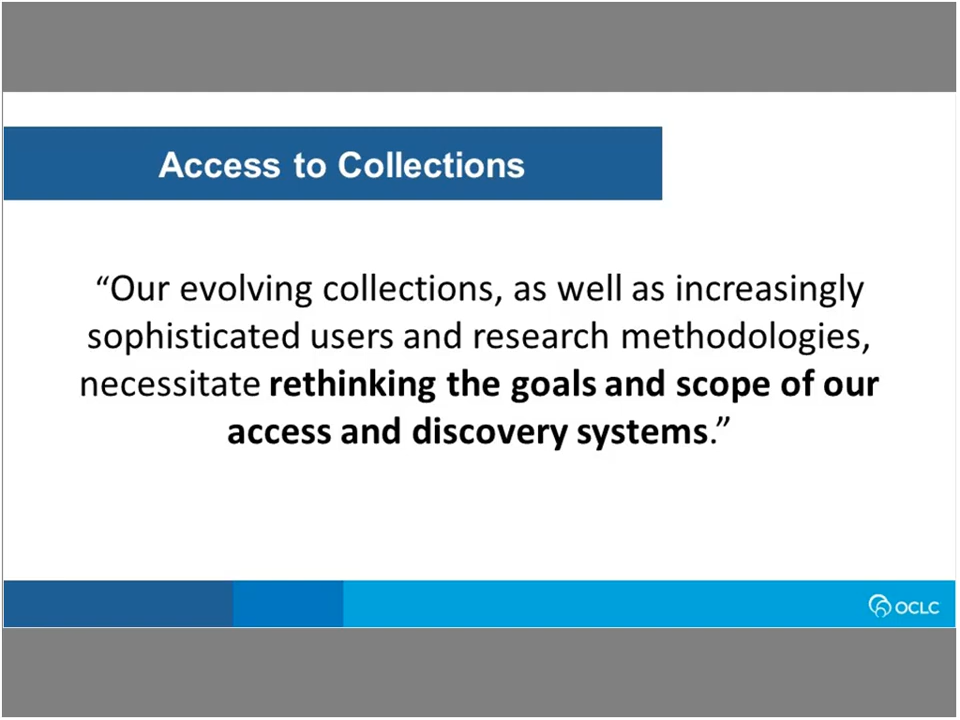 Access to Collections
“Our evolving collections, as well as increasingly
sophisticated users and research methodologies,
necessitate rethinking the goals and scope of our
access and discovery systems.”
OCLC